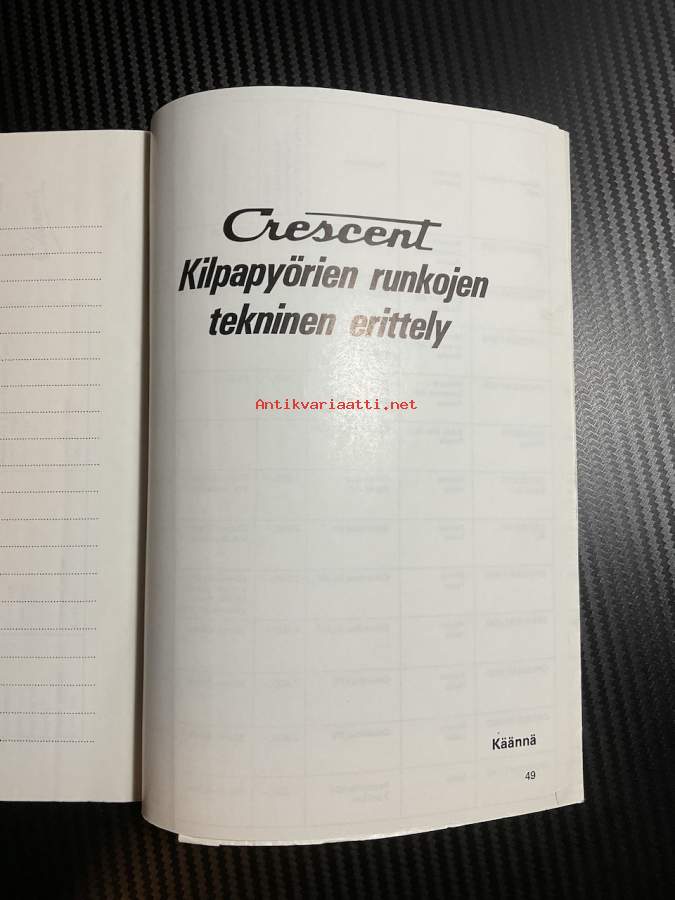 Crescent
Kilpapyörien runkojen
tekninen erittely
Antikvariaatti.net
Käännä
49